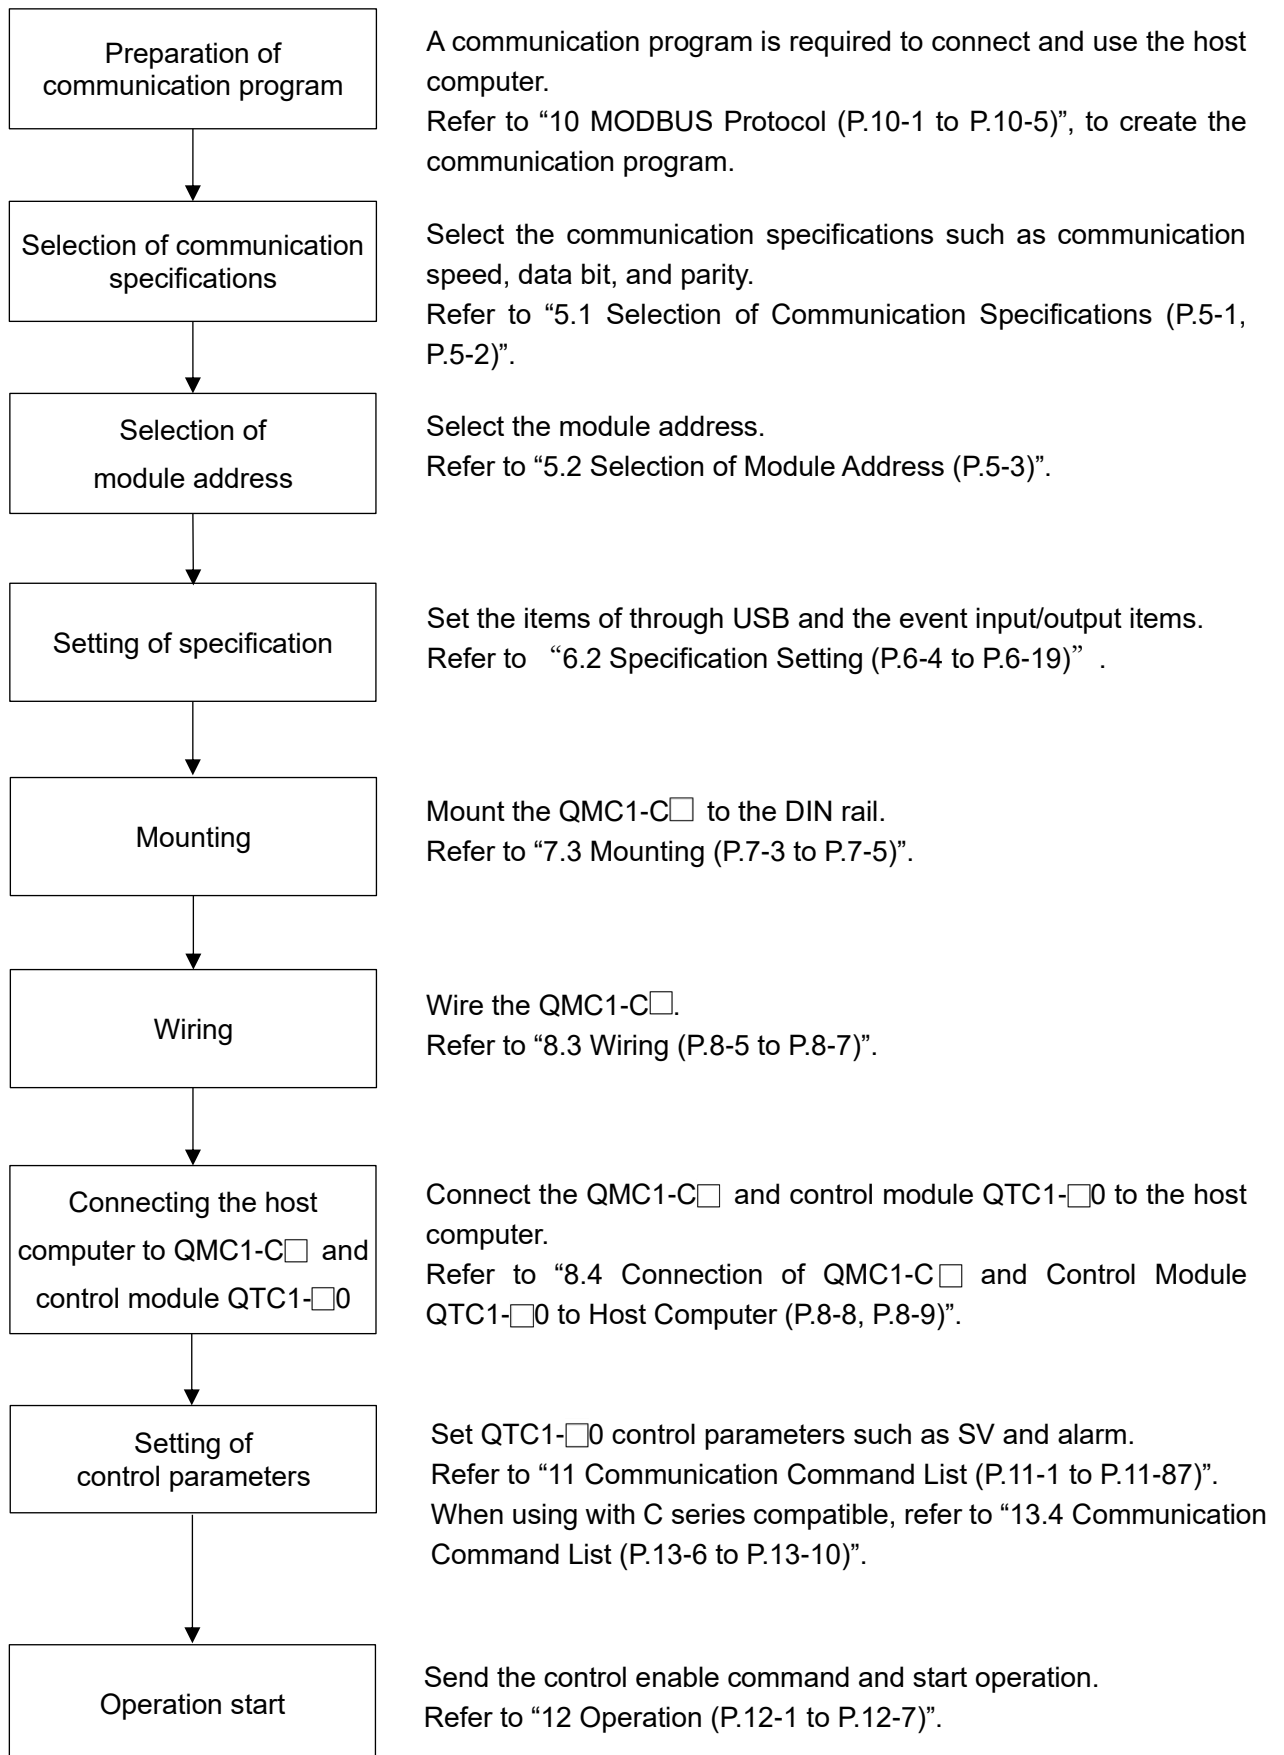 Preparation of
communication program
A communication program is required to connect and use the host
computer.
Refer to “10 MODBUS Protocol (P.10-1 to P.10-5)”, to create the
communication program.
Selection of communication
specifications
Select the communication specifications such as communication
speed, data bit, and parity.
Refer to “5.1 Selection of Communication Specifications (P.5-1,
P.5-2)”.
Selection of
module address
Select the module address.
Refer to “5.2 Selection of Module Address (P.5-3)”.
Setting of specification
Set the items of through USB and the event input/output items.
Refer to “6.2 Specification Setting (P.6-4 to P.6-19)” .
Mounting
Mount the QMC1-C□ to the DIN rail.
Refer to “7.3 Mounting (P.7-3 to P.7-5)”.
Wiring
Wire the QMC1-C□.
Refer to “8.3 Wiring (P.8-5 to P.8-7)”.
Connecting the host
computer to QMC1-C□ and
control module QTC1-□0
Connect the QMC1-C□ and control module QTC1-□0 to the host
computer.
Refer to “8.4 Connection of QMC1-C□ and Control Module
QTC1-□0 to Host Computer (P.8-8, P.8-9)”.
Setting of
control parameters
Set QTC1-□0 control parameters such as SV and alarm.
Refer to “11 Communication Command List (P.11-1 to P.11-87)”.
When using with C series compatible, refer to “13.4 Communication
Command List (P.13-6 to P.13-10)”.
Operation start
Send the control enable command and start operation.
Refer to “12 Operation (P.12-1 to P.12-7)”.